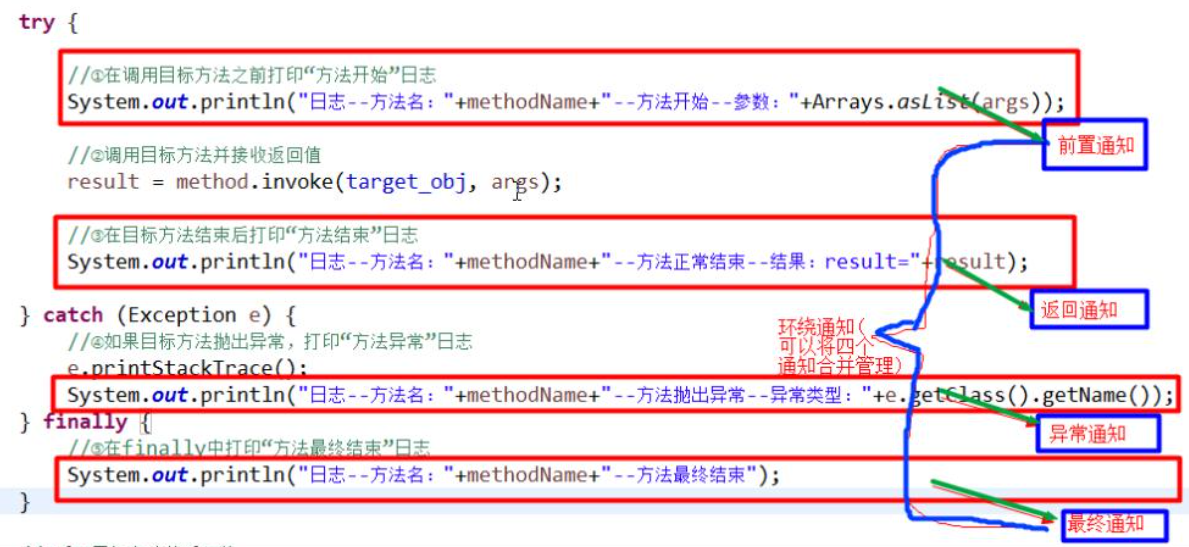 try {
//①在调用目标方法之前打印“方法开始”日志
System.out.println("日志--方法名："+methodName+"--方法开始--参数："+Arrays.asList(args));
前置通知
//②调用目标方法并接收返回值
result = method.invoke(target_obj, args);
//③在目标方法结束后打印“方法结束”日志
System.out.println("日志--方法名："+methodName+"--方法正常结束--结果：result="+result);
返回通知
} catch (Exception e) {
环绕通知(
可以将四个
通知合并管理)
//④如果目标方法抛出异常，打印“方法异常”日志
e.printStackTrace();
System.out.println("日志--方法名："+methodName+"--方法抛出异常--异常类型："+e.getClass().getName());
} finally {
异常通知
//⑤在finally中打印“方法最终结束”日志
System.out.println("日志--方法名："+methodName+"--方法最终结束");
}
最终通知